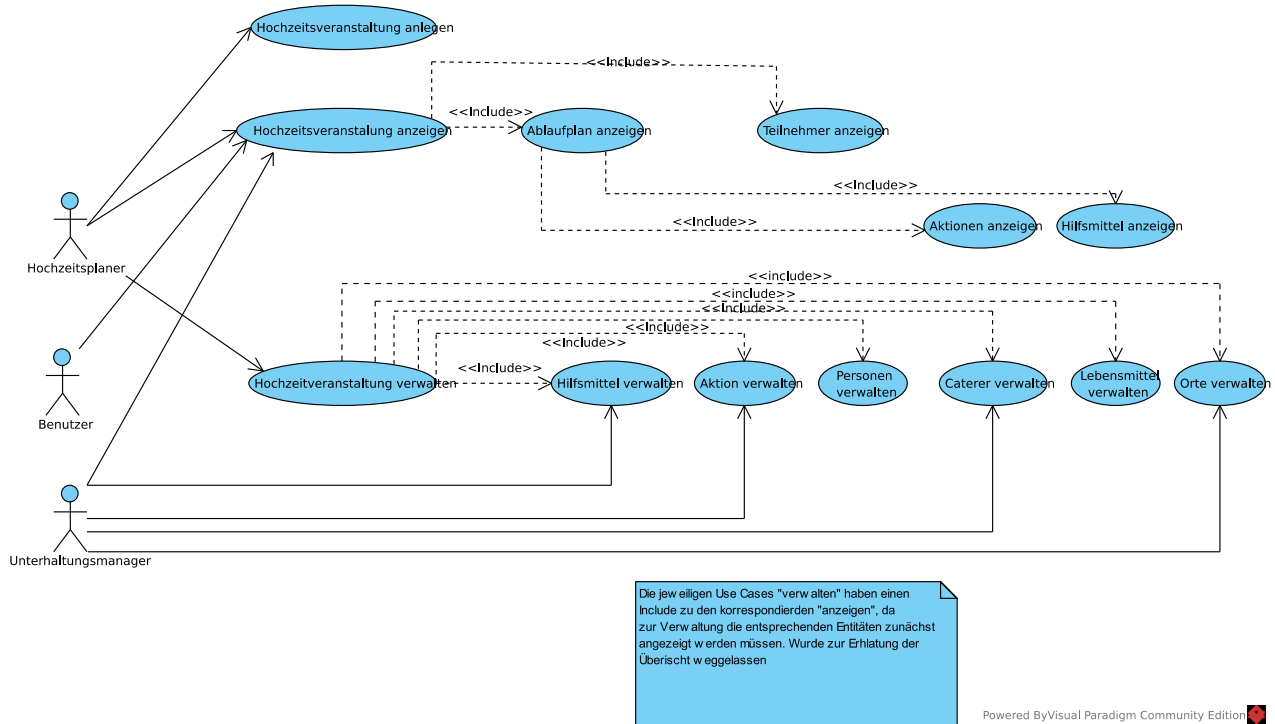 Hochzeitsveranstaltung anlegen
<<Include>>
<<Include>>
Hochzeitsveranstalung anzeigen
Ablaufplan anzeigen
Teilnehmer anzeigen
<<Include>>
<<Include>>
Aktionen anzeigen
Hilfsmittel anzeigen
Hochzeitsplaner
<<include>>
<<include>>
<<Include>>
<<Include>>
<<Include>>
<<Include>>
Hochzeitveranstaltung verwalten
Hilfsmittel verwalten
Aktion verwalten
Personen
verwalten
Caterer verwalten
Lebensmittel
verwalten
Orte verwalten
Benutzer
Unterhaltungsmanager
Die jeweiligen Use Cases "verwalten" haben einen
Include zu den korrespondierden "anzeigen", da
zur Verwaltung die entsprechenden Entitäten zunächst
angezeigt werden müssen. Wurde zur Erhlatung der
Überischt weggelassen
Powered ByVisual Paradigm Community Edition